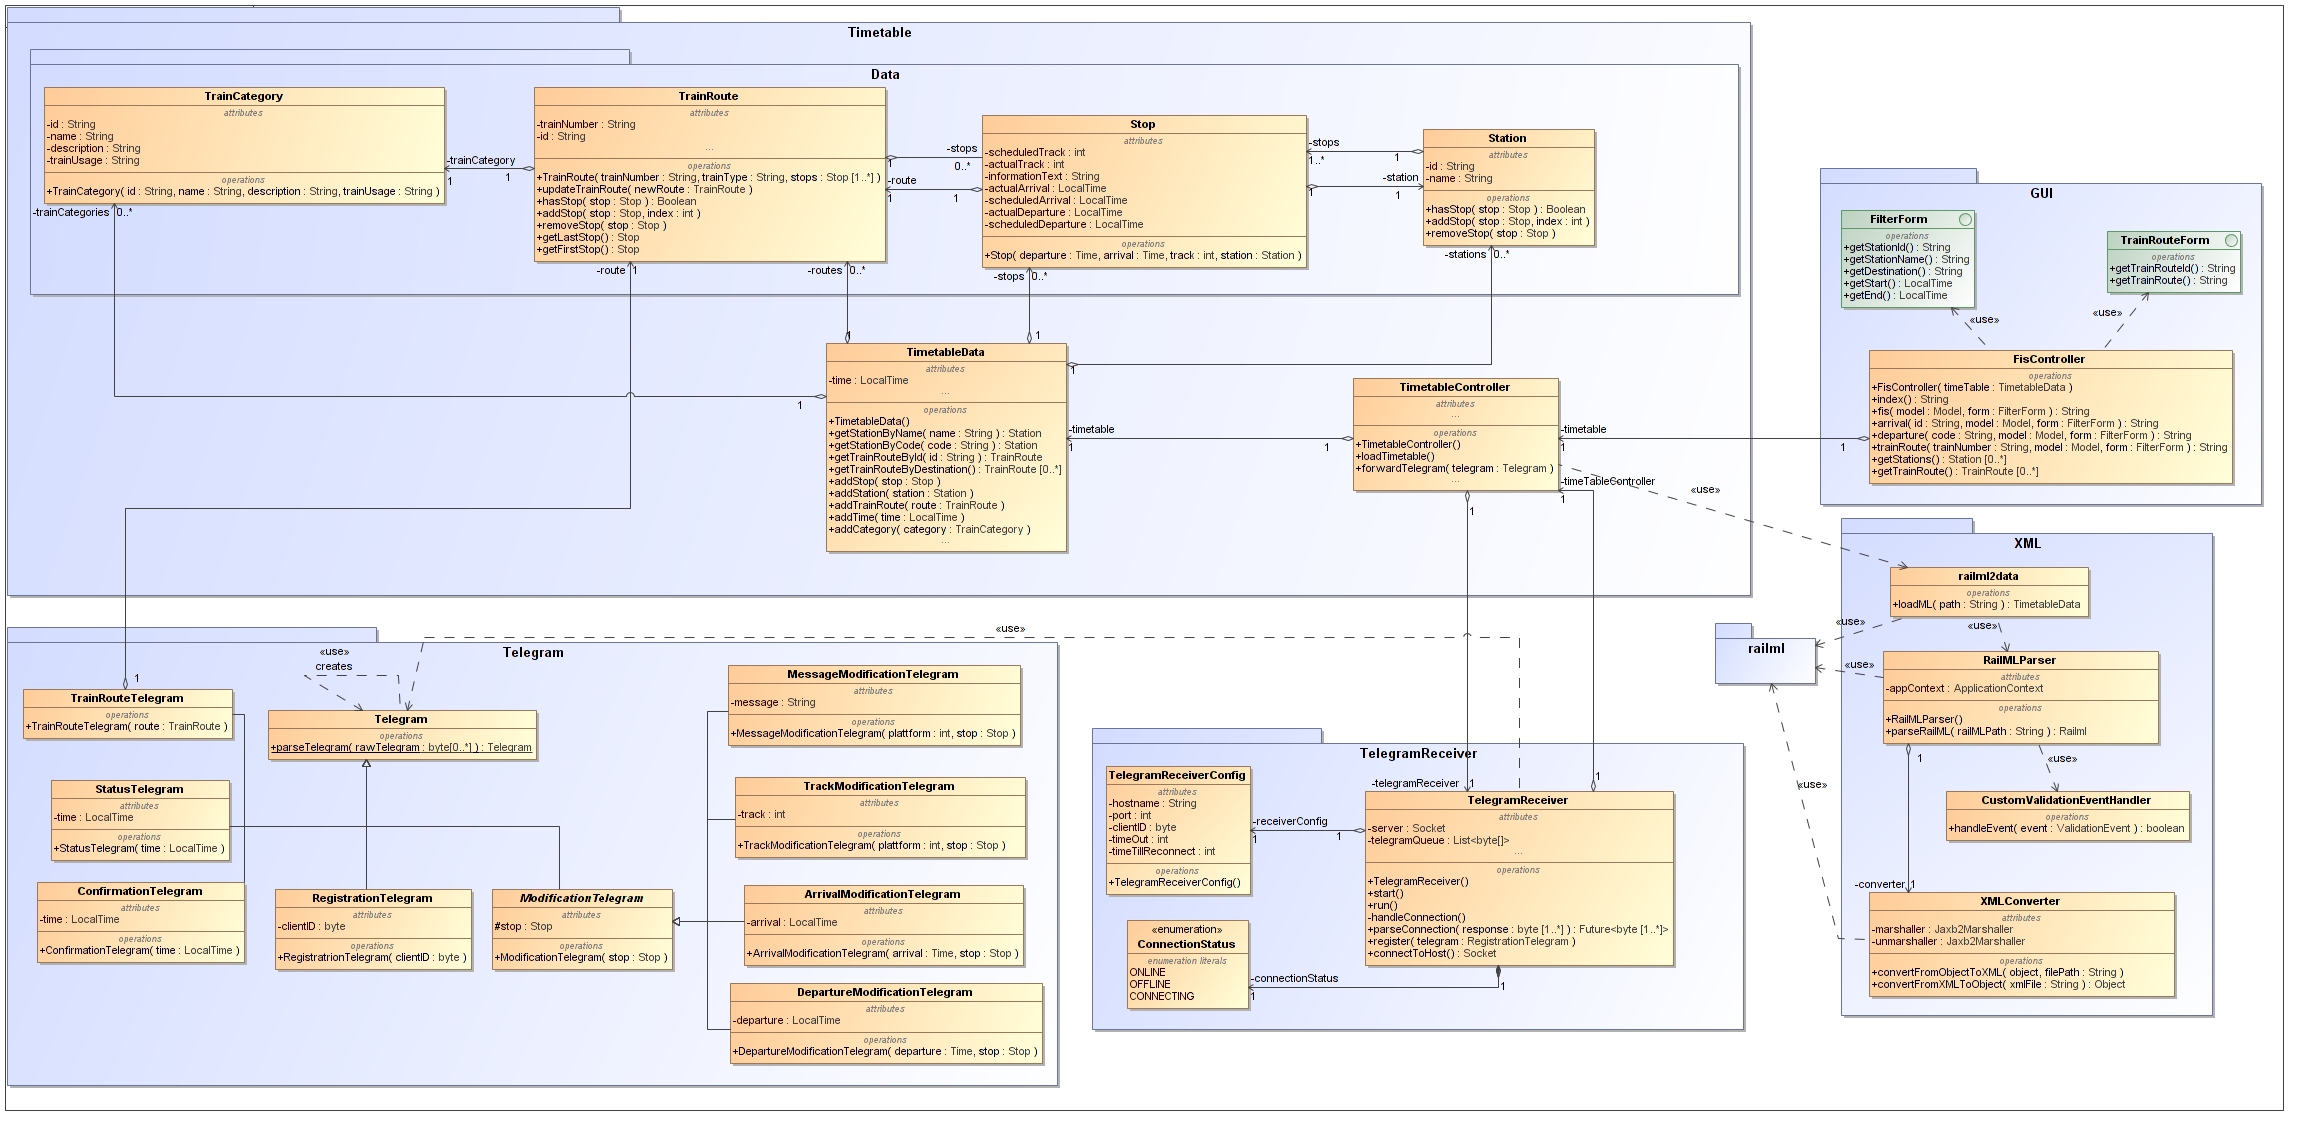 Timetable
Data
TrainCategory
attributes
-id : String
-name : String
-description : String
-trainUsage : String
operations
+TrainCategory( id : String, name : String, description : String, trainUsage : String )
-trainCategories 0..*
-trainCategory
1
1
TrainRoute
attributes
-trainNumber : String
-id : String
...
operations
+TrainRoute( trainNumber : String, trainType : String, stops : Stop [1..*] )
+updateTrainRoute( newRoute : TrainRoute )
+hasStop( stop : Stop ) : Boolean
+addStop( stop : Stop, index : int )
+removeStop( stop : Stop )
+getLastStop() : Stop
+getFirstStop() : Stop
-route 1
-routes 0..*
1
-stops
0..*
-route
1
1
Stop
attributes
-scheduledTrack : int
-actualTrack : int
-informationText : String
-actualArrival : LocalTime
-scheduledArrival : LocalTime
-actualDeparture : LocalTime
-scheduledDeparture : LocalTime
operations
+Stop( departure : Time, arrival : Time, track : int, station : Station )
-stops 0..*
-stops
1..*
1
-station
1
1
Station
attributes
-id : String
-name : String
operations
+hasStop( stop : Stop ) : Boolean
+addStop( stop : Stop, index : int )
+removeStop( stop : Stop )
-stations 0..*
1
1
1
1
TimetableData
attributes
-time : LocalTime
...
operations
+TimetableData()
+getStationByName( name : String ) : Station
+getStationByCode( code : String ) : Station
+getTrainRouteById( id : String ) : TrainRoute
+getTrainRouteByDestination() : TrainRoute [0..*]
+addStop( stop : Stop )
+addStation( station : Station )
+addTrainRoute( route : TrainRoute )
+addTime( time : LocalTime )
+addCategory( category : TrainCategory )
...
-timetable
1
1
TimetableController
attributes
...
operations
+TimetableController()
+loadTimetable()
+forwardTelegram( telegram : Telegram )
...
-timetable
1
1
-timeTableController
1
1
«use»
GUI
FilterForm
operations
+getStationId() : String
+getStationName() : String
+getDestination() : String
+getStart() : LocalTime
+getEnd() : LocalTime
TrainRouteForm
operations
+getTrainRouteId() : String
+getTrainRoute() : String
«use»
«use»
FisController
operations
+FisController( timeTable : TimetableData )
+index() : String
+fis( model : Model, form : FilterForm ) : String
+arrival( id : String, model : Model, form : FilterForm ) : String
+departure( code : String, model : Model, form : FilterForm ) : String
+trainRoute( trainNumber : String, model : Model, form : FilterForm ) : String
+getStations() : Station [0..*]
+getTrainRoute() : TrainRoute [0..*]
XML
railml2data
operations
+loadML( path : String ) : TimetableData
«use»
«use»
railml
«use»
RailMLParser
attributes
-appContext : ApplicationContext
operations
+RailMLParser()
+parseRailML( railMLPath : String ) : Railml
1
«use»
«use»
CustomValidationEventHandler
operations
+handleEvent( event : ValidationEvent ) : boolean
-converter 1
XMLConverter
attributes
-marshaller : Jaxb2Marshaller
-unmarshaller : Jaxb2Marshaller
operations
+convertFromObjectToXML( object, filePath : String )
+convertFromXMLToObject( xmlFile : String ) : Object
Telegram
«use»
«use»
creates
1
TrainRouteTelegram
operations
+TrainRouteTelegram( route : TrainRoute )
Telegram
operations
+parseTelegram( rawTelegram : byte[0..*] ) : Telegram
StatusTelegram
attributes
-time : LocalTime
operations
+StatusTelegram( time : LocalTime )
ConfirmationTelegram
attributes
-time : LocalTime
operations
+ConfirmationTelegram( time : LocalTime )
RegistrationTelegram
attributes
-clientID : byte
operations
+RegistratrionTelegram( clientID : byte )
ModificationTelegram
attributes
#stop : Stop
operations
+ModificationTelegram( stop : Stop )
MessageModificationTelegram
attributes
-message : String
operations
+MessageModificationTelegram( plattform : int, stop : Stop )
TrackModificationTelegram
attributes
-track : int
operations
+TrackModificationTelegram( plattform : int, stop : Stop )
ArrivalModificationTelegram
attributes
-arrival : LocalTime
operations
+ArrivalModificationTelegram( arrival : Time, stop : Stop )
DepartureModificationTelegram
attributes
-departure : LocalTime
operations
+DepartureModificationTelegram( departure : Time, stop : Stop )
TelegramReceiver
TelegramReceiverConfig
attributes
-hostname : String
-port : int
-clientID : byte
-timeOut : int
-timeTillReconnect : int
operations
+TelegramReceiverConfig()
-receiverConfig
1
1
-telegramReceiver 1
1
TelegramReceiver
attributes
-server : Socket
-telegramQueue : List<byte[]>
...
operations
+TelegramReceiver()
+start()
+run()
-handleConnection()
+parseConnection( response : byte [1..*] ) : Future<byte [1..*]>
+register( telegram : RegistrationTelegram )
+connectToHost() : Socket
«enumeration»
ConnectionStatus
enumeration literals
ONLINE
OFFLINE
CONNECTING
-connectionStatus
1
1